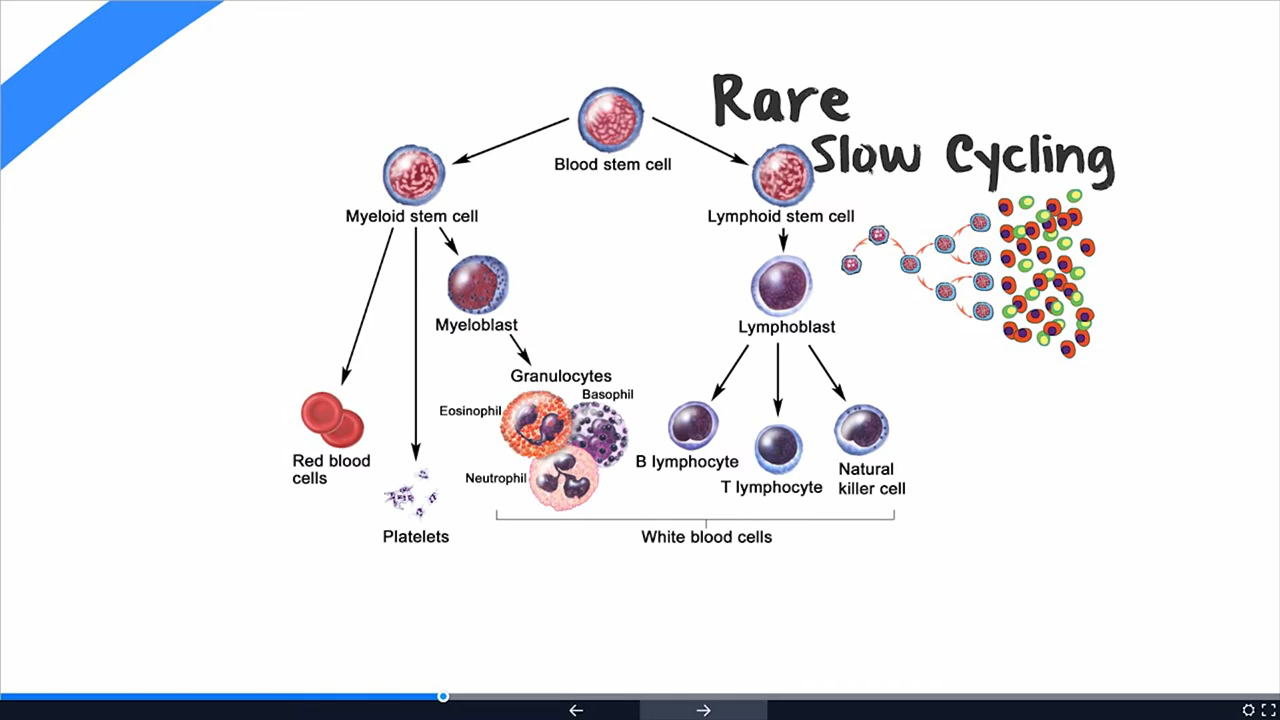 Rare
Slow Cycling
Blood stem cell
Myeloid stem cell
Lymphoid stem cell
Myeloblast
Lymphoblast
Granulocytes
Basophil
Eosinophil
Neutrophil
Red blood
cells
Platelets
B lymphocyte
T lymphocyte
Natural
killer cell
White blood cells